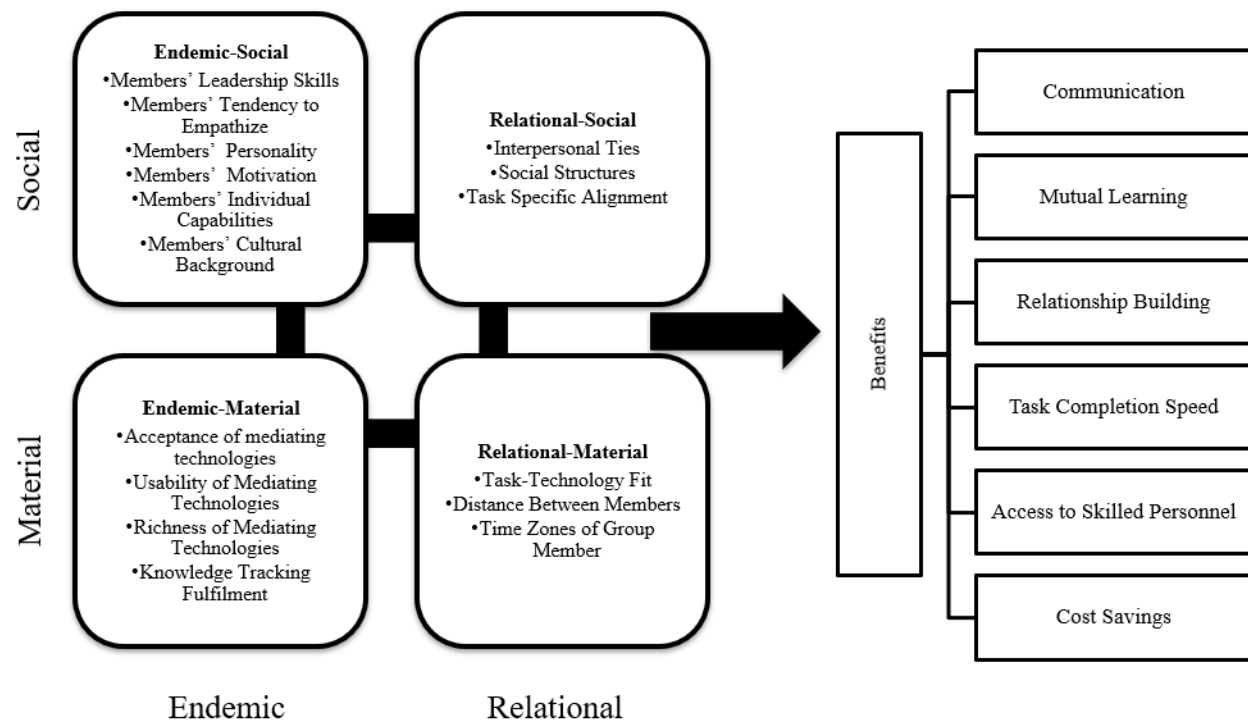 Social
Endemic-Social
•Members’ Leadership Skills
•Members’ Tendency to
Empathize
•Members’ Personality
•Members’ Motivation
•Members’ Individual
Capabilities
•Members’ Cultural
Background
Relational-Social
•Interpersonal Ties
•Social Structures
•Task Specific Alignment
Material
Endemic-Material
•Acceptance of mediating
technologies
•Usability of Mediating
Technologies
•Richness of Mediating
Technologies
•Knowledge Tracking
Fulfilment
Relational-Material
•Task-Technology Fit
•Distance Between Members
•Time Zones of Group
Member
Endemic
Relational
Benefits
Communication
Mutual Learning
Relationship Building
Task Completion Speed
Access to Skilled Personnel
Cost Savings